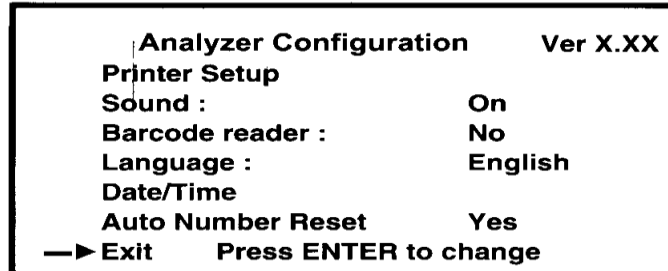 Analyzer Configuration Ver X.XX
Printer Setup
Sound : On
Barcode reader : No
Language : English
Date/Time
Auto Number Reset Yes
Exit Press ENTER to change